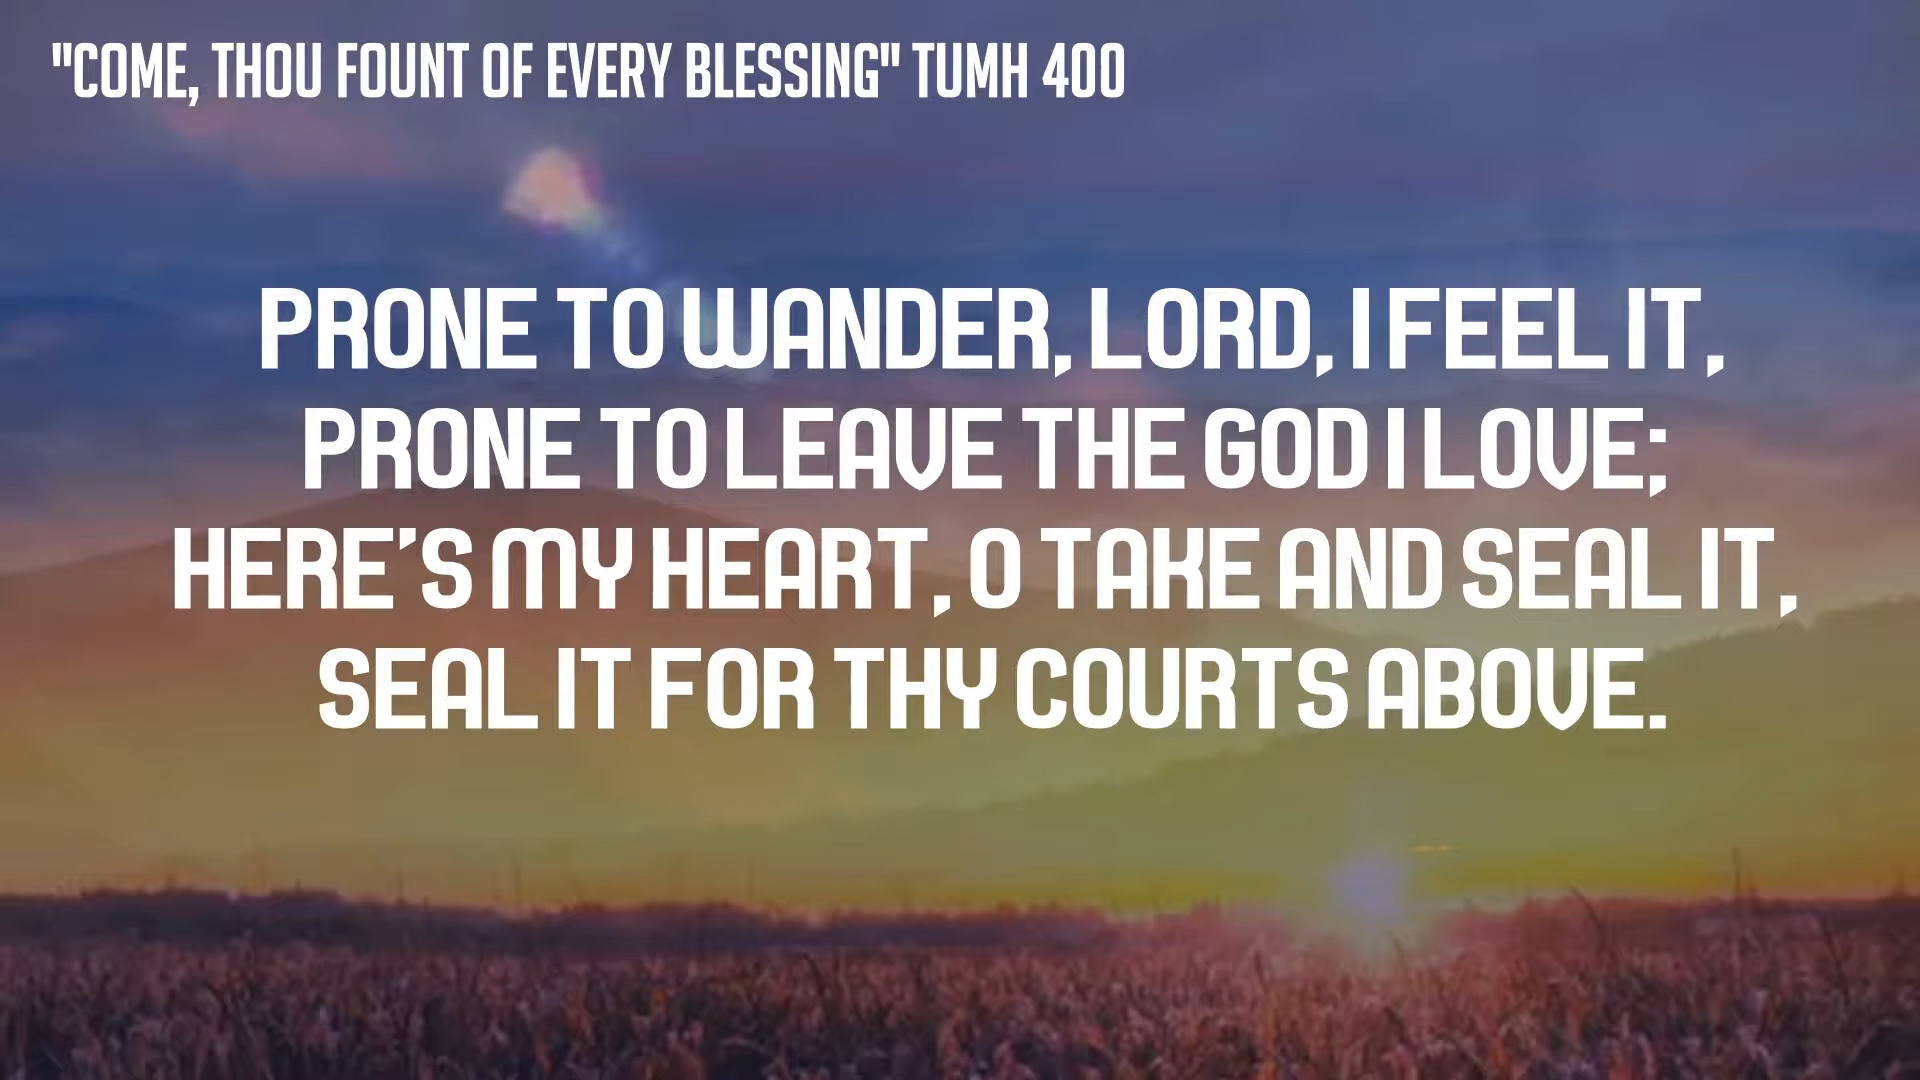 "COME, THOU FOUNT OF EVERY BLESSING" TUMH 400
PRONE TO WANDER, LORD, I FEEL IT,
PRONE TO LEAVE THE GOD I LOVE;
HERE'S MY HEART, O TAKE AND SEAL IT,
SEAL IT FOR THY COURTS ABOVE.